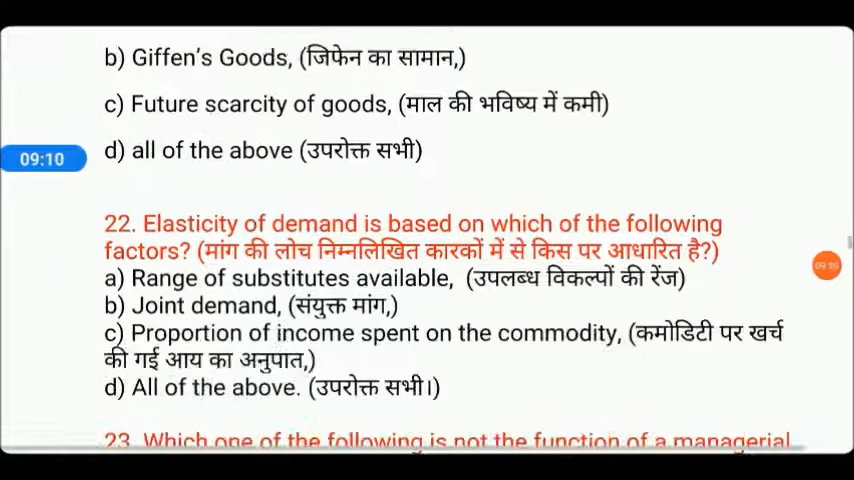 b) Giffen's Goods, (जिफेन का सामान,)
c) Future scarcity of goods, (माल की भविष्य में कमी)
09:10
d) all of the above (उपरोक्त सभी)
22. Elasticity of demand is based on which of the following
factors? (मांग की लोच निम्नलिखित कारकों में से किस पर आधारित है?)
a) Range of substitutes available, (उपलब्ध विकल्पों की रेंज)
b) Joint demand, (संयुक्त मांग,)
c) Proportion of income spent on the commodity, (कमोडिटी पर खर्च
की गई आय का अनुपात,)
d) All of the above. (उपरोक्त सभी।)
23. Which one of the following is not the function of a managerial